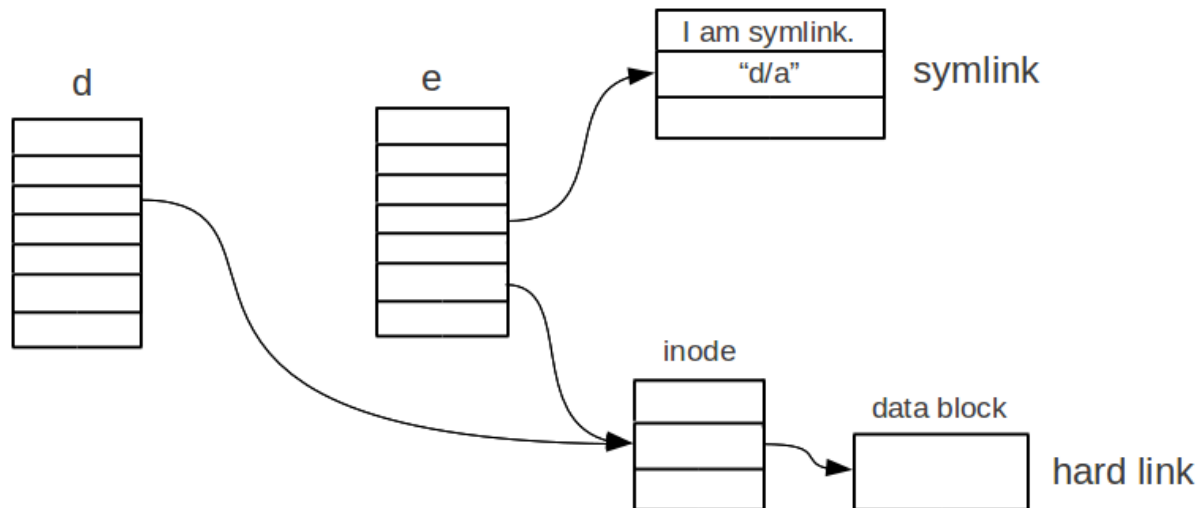 I am symlink.
“d/a”
symlink
d
e
inode
data block
hard link